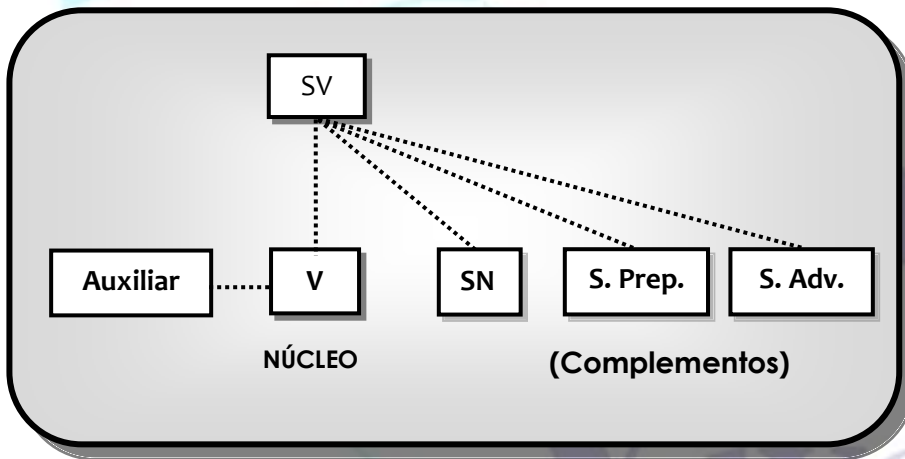 SV
Auxiliar V SN S. Prep. S. Adv.
NÚCLEO (Complementos)